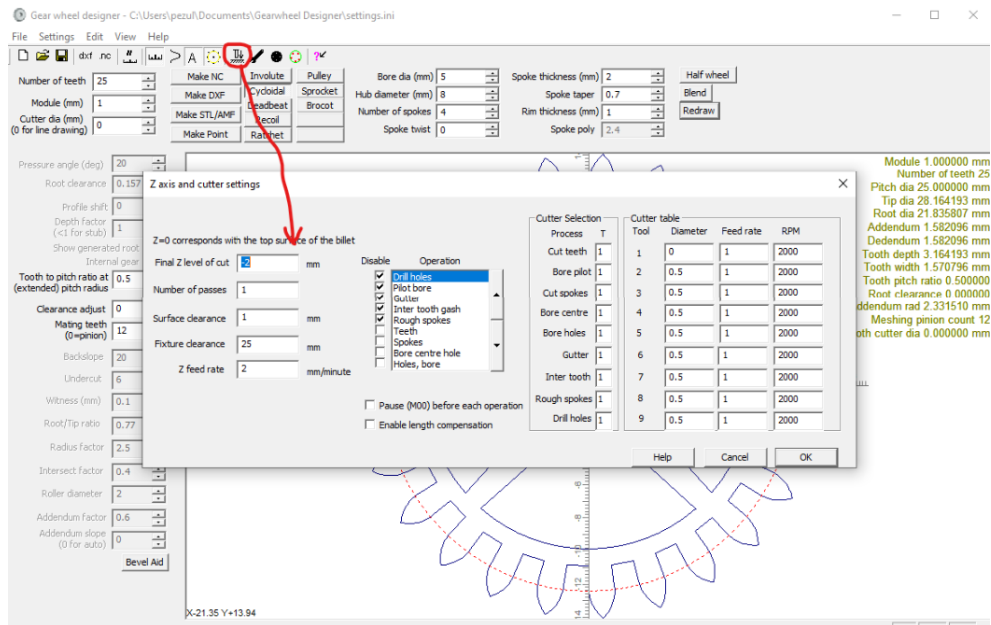 Gear wheel designer - C:\Users\pezul\Documents\Gearwheel Designer\settings.ini
File Settings Edit View Help
dxf .nc A ?
Number of teeth 25
Module (mm) 1
Cutter dia (mm)
(0 for line drawing) 0
Make NC
Make DXF
Make STL/AMF
Make Point
Involute
Cycloidal
Deadbeat
Recoil
Ratchet
Pulley
Sprocket
Brocot
Bore dia (mm) 5
Hub diameter (mm) 8
Number of spokes 4
Spoke twist 0
Spoke thickness (mm) 2
Spoke taper 0.7
Rim thickness (mm) 1
Spoke poly 2.4
Half wheel
Blend
Redraw
Pressure angle (deg) 20
Root clearance 0.157
Profile shift 0
Depth factor
(<1 for stub) 1
Show generated root
Internal gear
Tooth to pitch ratio at
(extended) pitch radius 0.5
Clearance adjust 0
Mating teeth
(0=pinion) 12
Backslope 20
Undercut 6
Witness (mm) 0.1
Root/Tip ratio 0.77
Radius factor 2.5
Intersect factor 0.4
Roller diameter 2
Addendum factor 0.6
Addendum slope
(0 for auto) 0
Bevel Aid
Z axis and cutter settings
Z=0 corresponds with the top surface of the billet
Final Z level of cut -2 mm
Number of passes 1
Surface clearance 1 mm
Fixture clearance 25 mm
Z feed rate 2 mm/minute
Disable Operation
Drill holes
Pilot bore
Gutter
Inter tooth gash
Rough spokes
Teeth
Spokes
Bore centre hole
Holes, bore
Pause (M00) before each operation
Enable length compensation
Cutter Selection
Process T
Cut teeth 1
Bore pilot 1
Cut spokes 1
Bore centre 1
Bore holes 1
Gutter 1
Inter tooth 1
Rough spokes 1
Drill holes 1
Cutter table
Tool Diameter Feed rate RPM
1 0 1 2000
2 0.5 1 2000
3 0.5 1 2000
4 0.5 1 2000
5 0.5 1 2000
6 0.5 1 2000
7 0.5 1 2000
8 0.5 1 2000
9 0.5 1 2000
Help Cancel OK
Module 1.000000 mm
Number of teeth 25
Pitch dia 25.000000 mm
Tip dia 28.164193 mm
Root dia 21.835807 mm
Addendum 1.582096 mm
Dedendum 1.582096 mm
Tooth depth 3.164193 mm
Tooth width 1.570796 mm
Tooth pitch ratio 0.500000
Root clearance 0.000000
ddendum rad 2.331510 mm
Meshing pinion count 12
oth cutter dia 0.000000 mm
X-21.35 Y+13.94